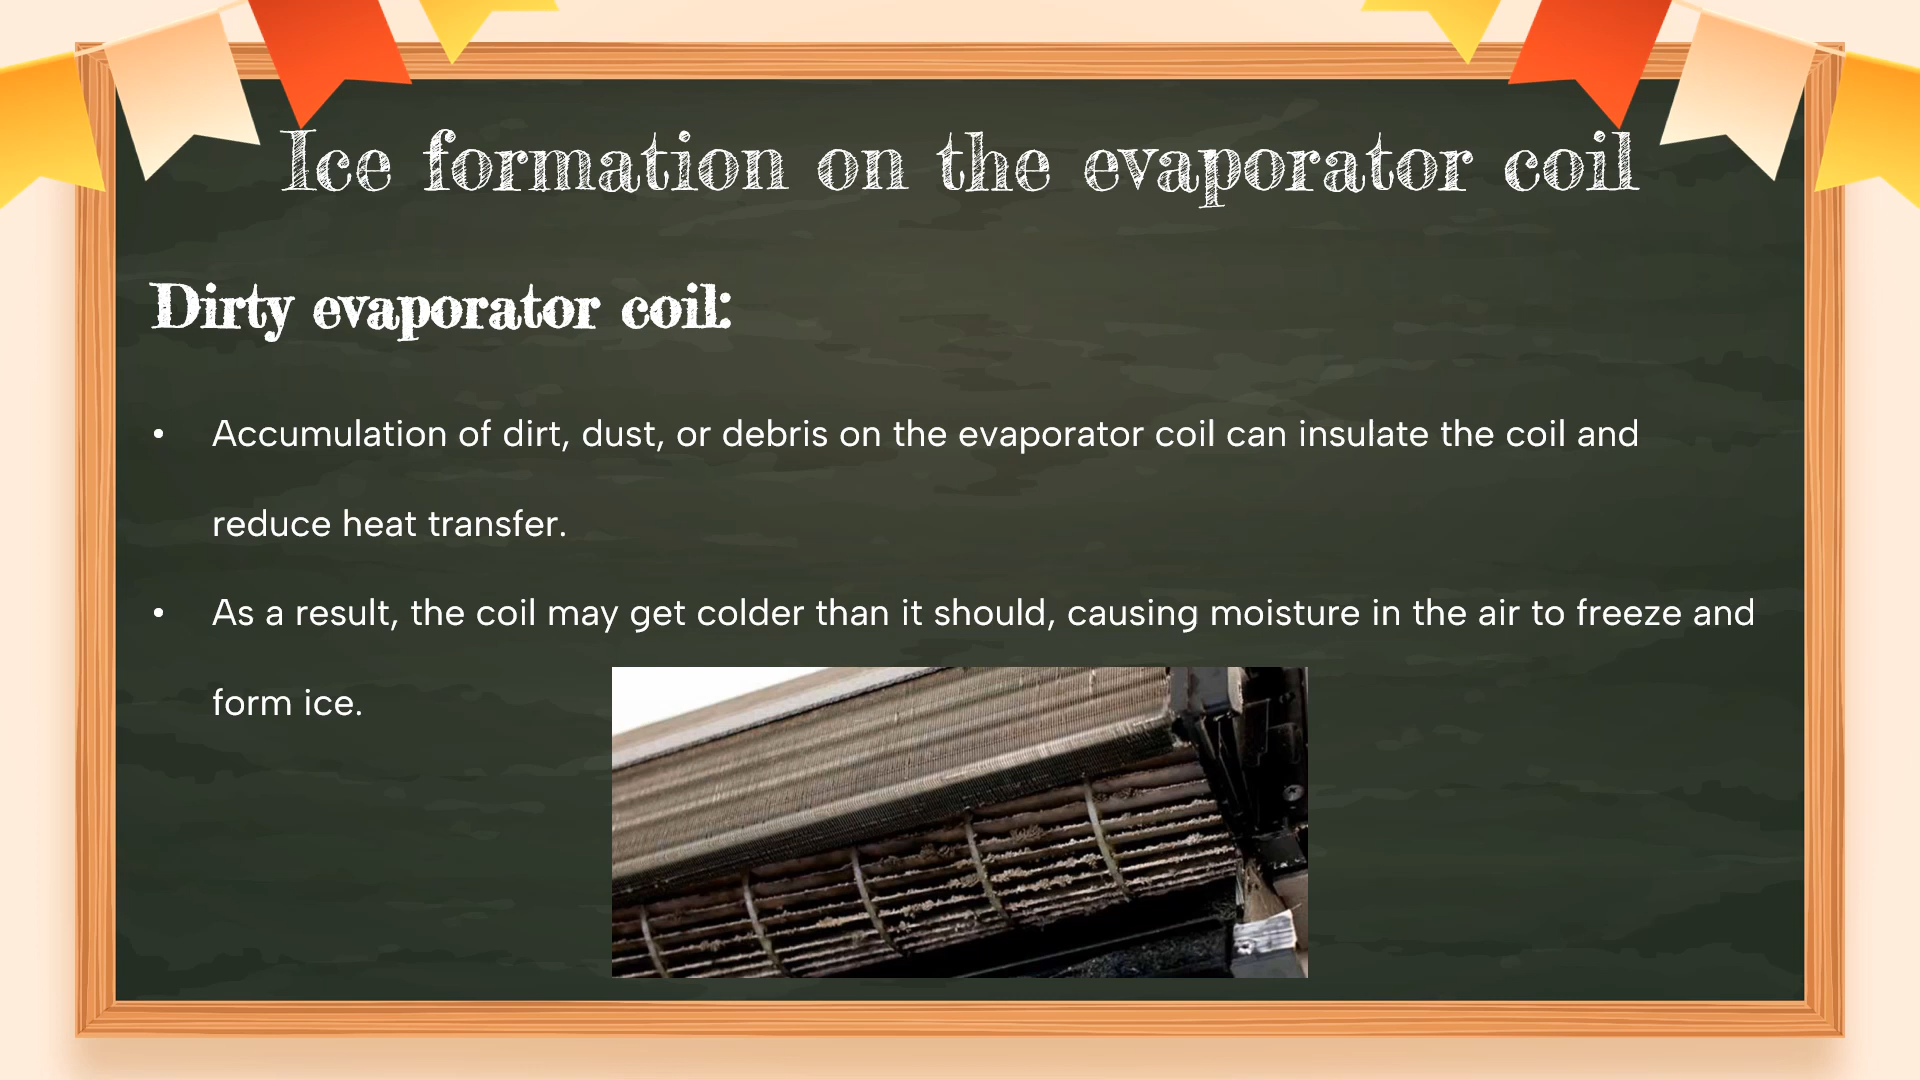 Ice formation on the evaporator coil
Dirty evaporator coil:
• Accumulation of dirt, dust, or debris on the evaporator coil can insulate the coil and
reduce heat transfer.
• As a result, the coil may get colder than it should, causing moisture in the air to freeze and
form ice.